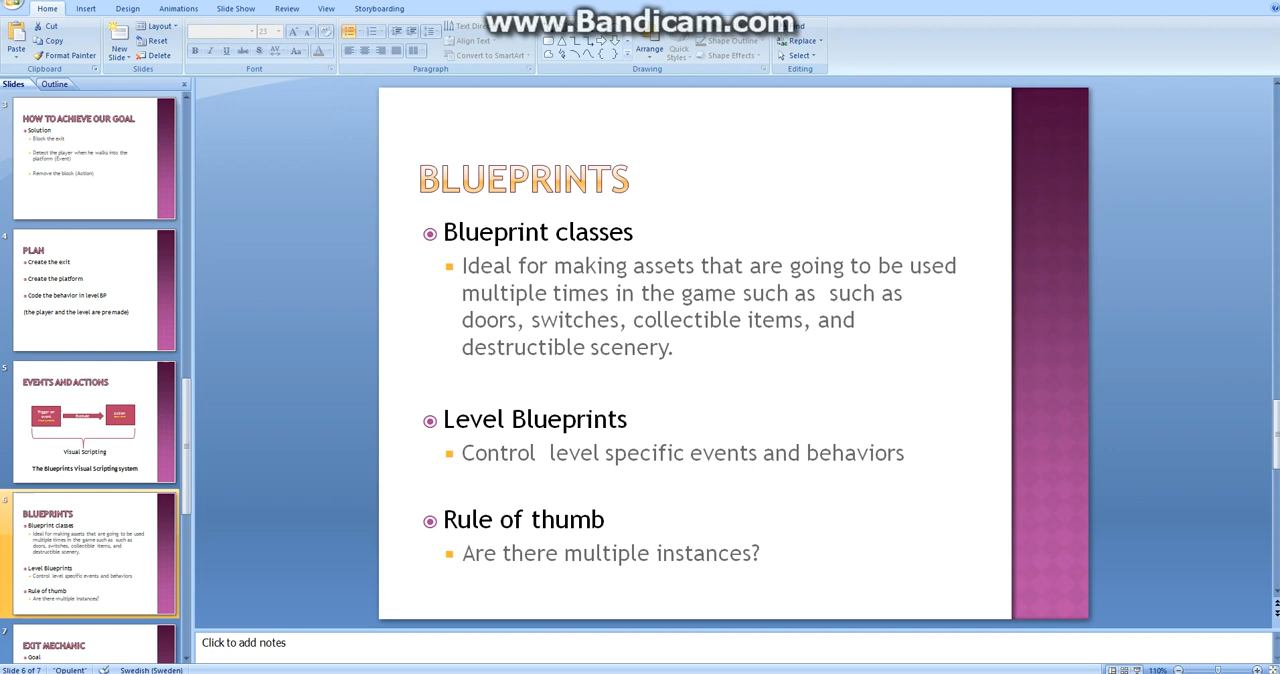 www.Bandicam.com
Home Insert Design Animations Slide Show Review View Storyboarding
Cut
Copy
Format Painter
Paste
Clipboard
New
Slide
Layout
Reset
Delete
Slides
23
Font
Text Dire
Align Text
Convert to SmartArt
Paragraph
Arrange
Quick
Styles
Shape Outline
Shape Effects
Drawing
Replace
Select
Editing
Slides Outline
3
HOW TO ACHIEVE OUR GOAL
Solution
Block the exit
Detect the player when he walks into the
platform (Event)
Remove the block (Action)
4
PLAN
Create the exit
Create the platform
Code the behavior in level BP
(the player and the level are pre made)
5
EVENTS AND ACTIONS
Visual Scripting
The Blueprints Visual Scripting system
6
BLUEPRINTS
Blueprint classes
Ideal for making assets that are going to be used
multiple times in the game such as such as
doors, switches, collectible items, and
destructible scenery.
Level Blueprints
Control level specific events and behaviors
Rule of thumb
Are there multiple instances?
7
EXIT MECHANIC
Goal
BLUEPRINTS
Blueprint classes
Ideal for making assets that are going to be used
multiple times in the game such as such as
doors, switches, collectible items, and
destructible scenery.
Level Blueprints
Control level specific events and behaviors
Rule of thumb
Are there multiple instances?
Click to add notes
Slide 6 of 7 "Opulent" Swedish (Sweden) 110%